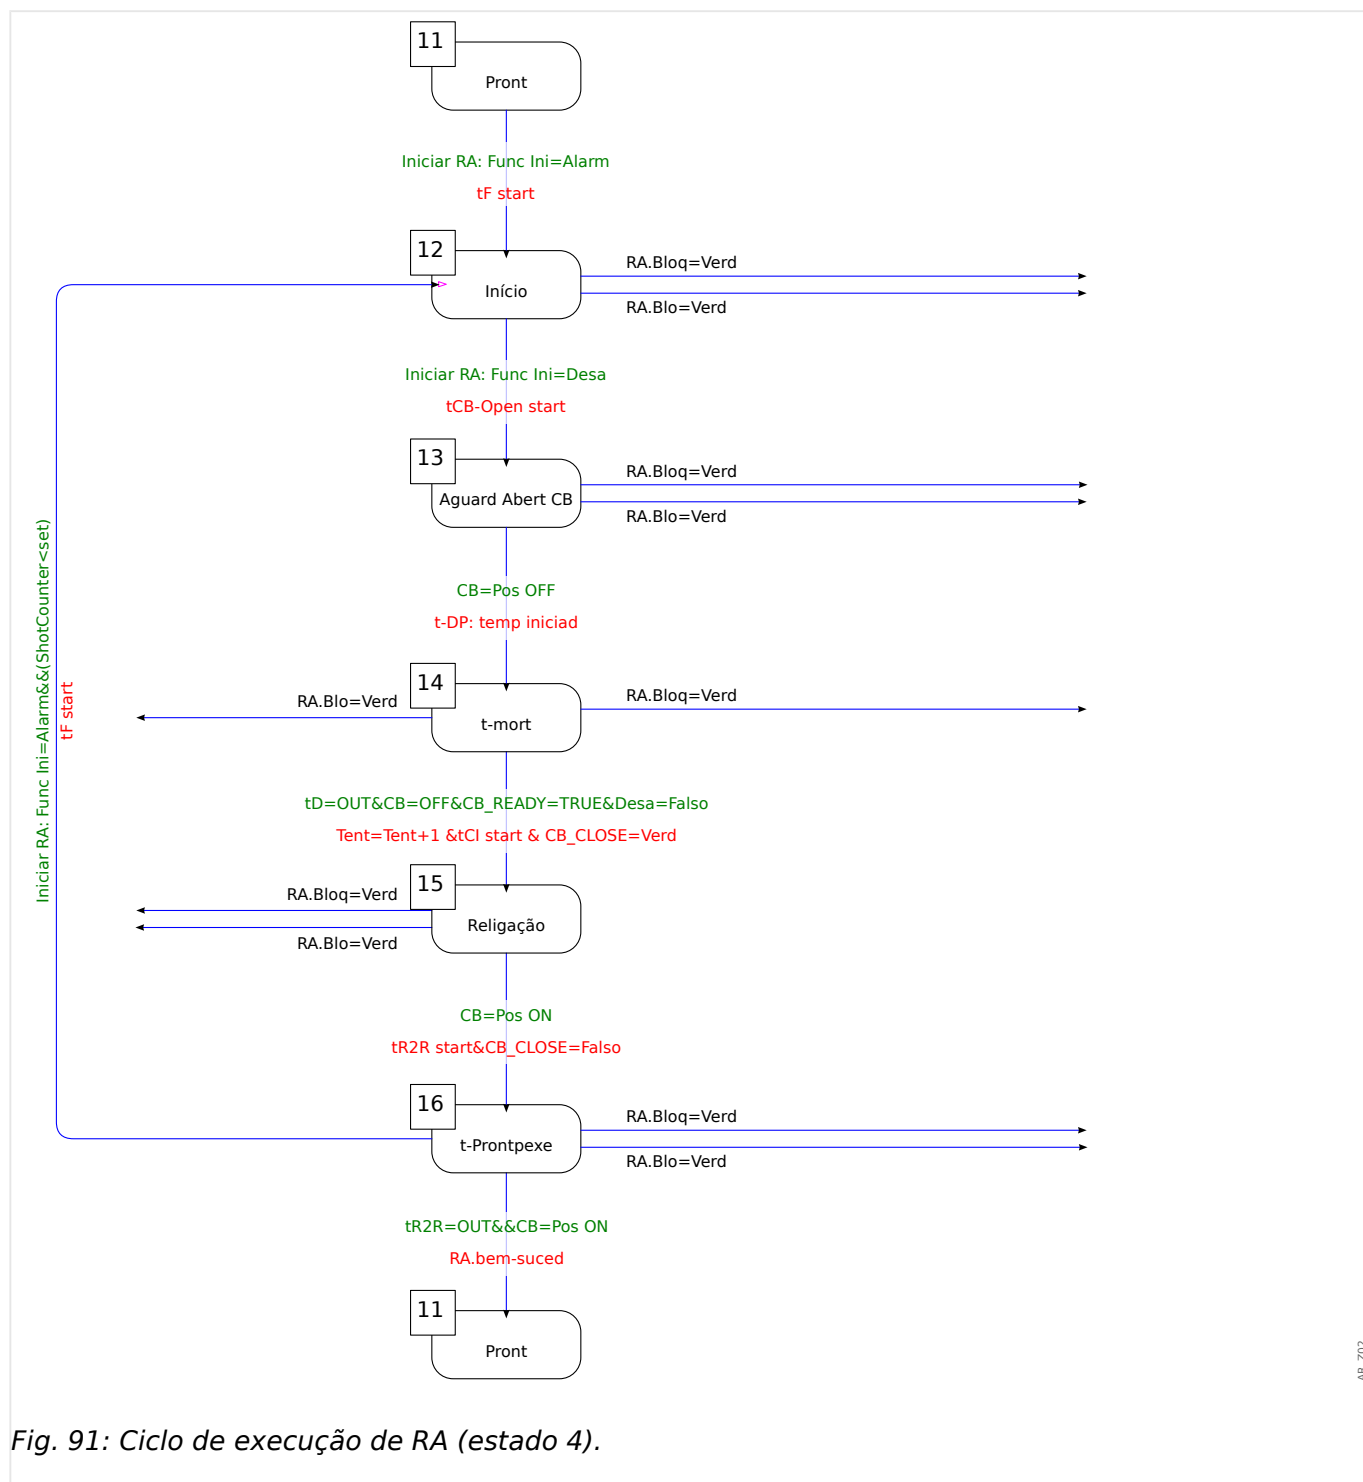 11
Pront
Iniciar RA: Func Ini=Alarm
tF start
12
Início
RA.Bloq=Verd
RA.Blo=Verd
Iniciar RA: Func Ini=Desa
tCB-Open start
13
Aguard Abert CB
RA.Bloq=Verd
RA.Blo=Verd
Iniciar RA: Func Ini=Alarm&&(ShotCounter<set)
tF start
CB=Pos OFF
t-DP: temp iniciad
14
t-mort
RA.Blo=Verd
RA.Bloq=Verd
tD=OUT&CB=OFF&CB_READY=TRUE&Desa=Falso
Tent=Tent+1 &tCI start & CB_CLOSE=Verd
15
Religação
RA.Bloq=Verd
RA.Blo=Verd
CB=Pos ON
tR2R start&CB_CLOSE=Falso
16
t-Prontpexe
RA.Bloq=Verd
RA.Blo=Verd
tR2R=OUT&&CB=Pos ON
RA.bem-suced
11
Pront
Fig. 91: Ciclo de execução de RA (estado 4).